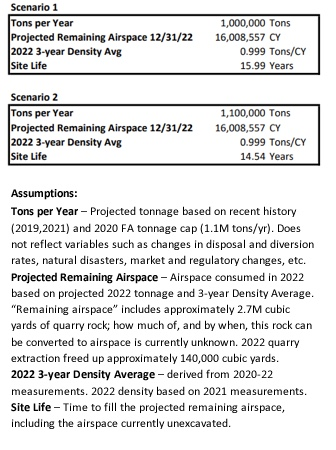 Scenario 1
Tons per Year 1,000,000 Tons
Projected Remaining Airspace 12/31/22 16,008,557 CY
2022 3-year Density Avg 0.999 Tons/CY
Site Life 15.99 Years
Scenario 2
Tons per Year 1,100,000 Tons
Projected Remaining Airspace 12/31/22 16,008,557 CY
2022 3-year Density Avg 0.999 Tons/CY
Site Life 14.54 Years
Assumptions:
Tons per Year – Projected tonnage based on recent history
(2019,2021) and 2020 FA tonnage cap (1.1M tons/yr). Does
not reflect variables such as changes in disposal and diversion
rates, natural disasters, market and regulatory changes, etc.
Projected Remaining Airspace – Airspace consumed in 2022
based on projected 2022 tonnage and 3-year Density Average.
“Remaining airspace” includes approximately 2.7M cubic
yards of quarry rock; how much of, and by when, this rock can
be converted to airspace is currently unknown. 2022 quarry
extraction freed up approximately 140,000 cubic yards.
2022 3-year Density Average – derived from 2020-22
measurements. 2022 density based on 2021 measurements.
Site Life – Time to fill the projected remaining airspace,
including the airspace currently unexcavated.